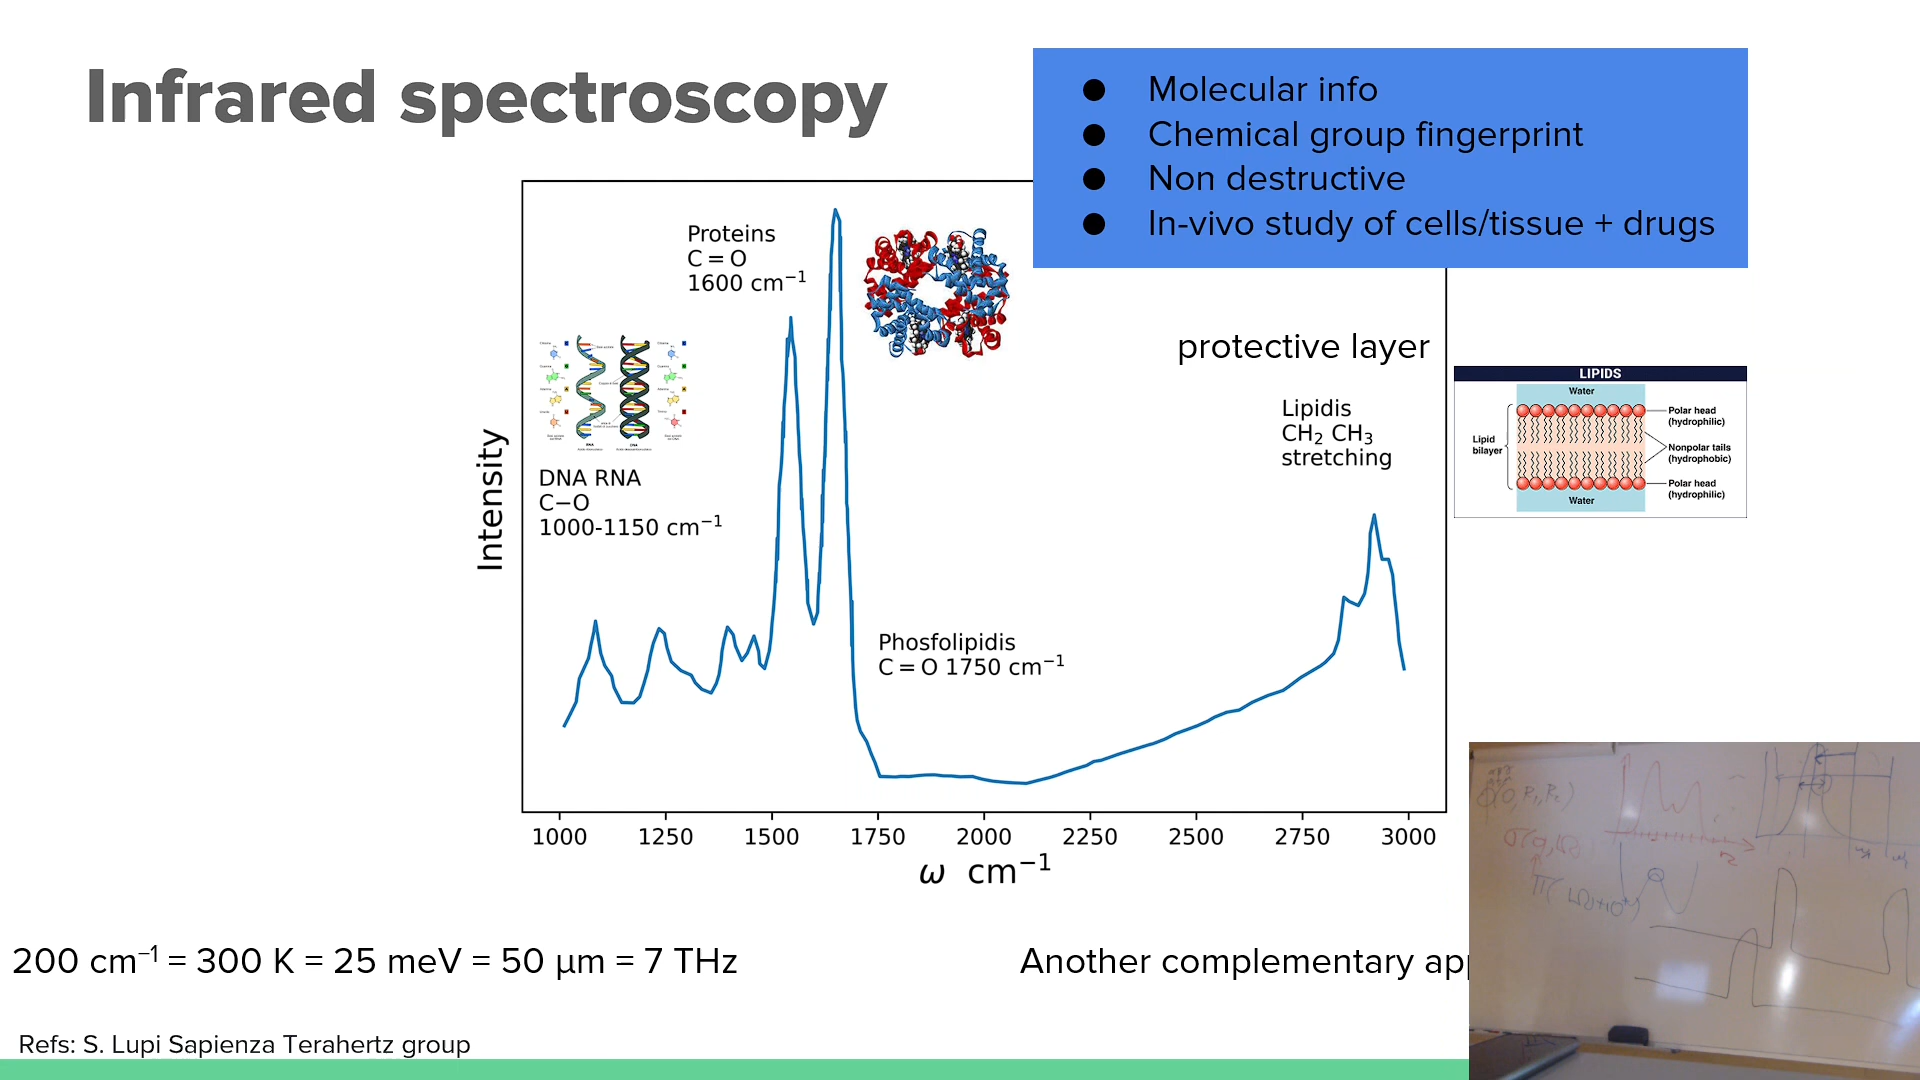 Infrared spectroscopy
● Molecular info
● Chemical group fingerprint
● Non destructive
● In-vivo study of cells/tissue + drugs
Proteins
C = O
1600 cm⁻¹
protective layer
DNA RNA
C−O
1000-1150 cm⁻¹
Lipidis
CH₂ CH₃
stretching
LIPIDS
Water
Polar head
(hydrophilic)
Lipid
bilayer
Nonpolar tails
(hydrophobic)
Polar head
(hydrophilic)
Water
Phosfolipidis
C = O 1750 cm⁻¹
Intensity
1000 1250 1500 1750 2000 2250 2500 2750 3000
ω cm⁻¹
200 cm⁻¹ = 300 K = 25 meV = 50 μm = 7 THz
Another complementary
Refs: S. Lupi Sapienza Terahertz group